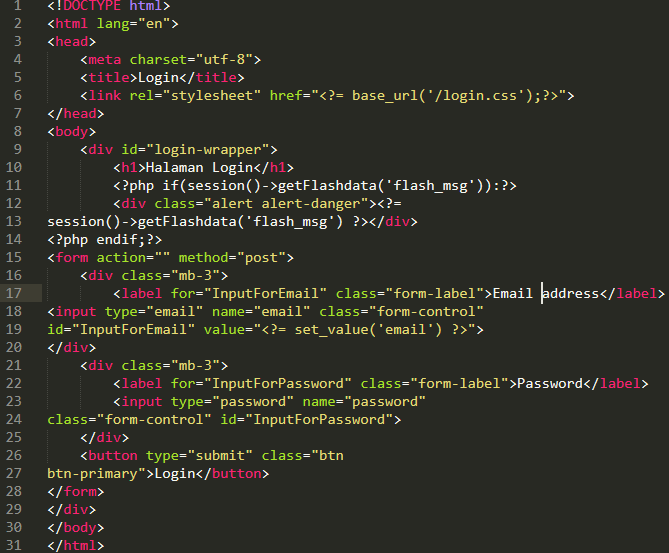 1 <!DOCTYPE html>
2 <html lang="en">
3 <head>
4     <meta charset="utf-8">
5     <title>Login</title>
6     <link rel="stylesheet" href="<?= base_url('/login.css');?>">
7 </head>
8 <body>
9     <div id="login-wrapper">
10         <h1>Halaman Login</h1>
11         <?php if(session()->getFlashdata('flash_msg')):?>
12         <div class="alert alert-danger"><?=
13 session()->getFlashdata('flash_msg') ?></div>
14 <?php endif;?>
15 <form action="" method="post">
16     <div class="mb-3">
17         <label for="InputForEmail" class="form-label">Email address</label>
18 <input type="email" name="email" class="form-control"
19 id="InputForEmail" value="<?= set_value('email') ?>">
20 </div>
21     <div class="mb-3">
22         <label for="InputForPassword" class="form-label">Password</label>
23         <input type="password" name="password"
24 class="form-control" id="InputForPassword">
25     </div>
26     <button type="submit" class="btn
27 btn-primary">Login</button>
28 </form>
29 </div>
30 </body>
31 </html>